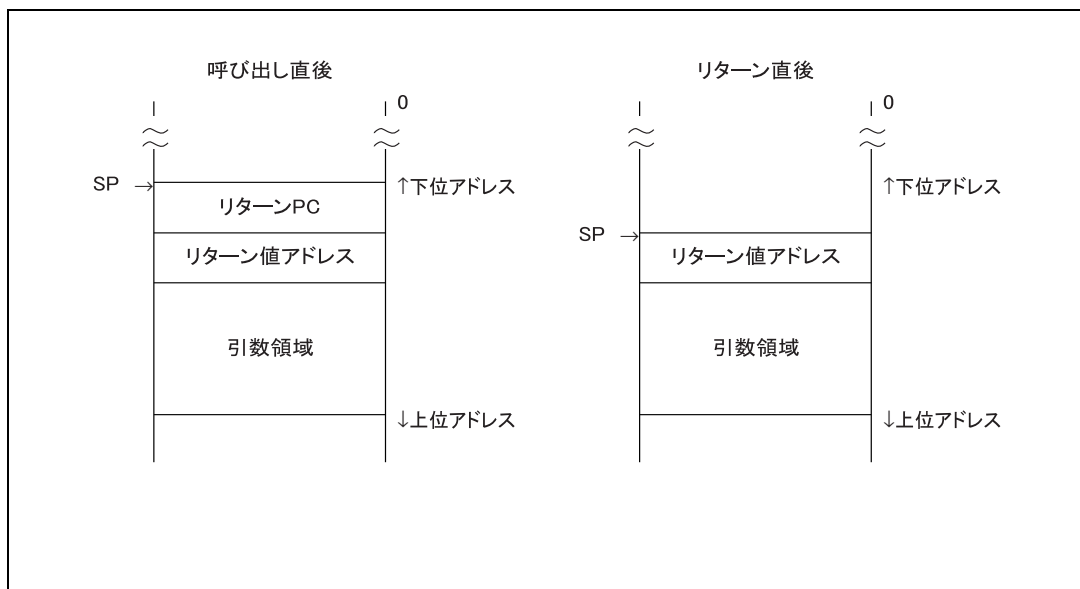 呼び出し直後
0
SP →
↑下位アドレス
リターンPC
リターン値アドレス
引数領域
↓上位アドレス
リターン直後
0
↑下位アドレス
SP →
リターン値アドレス
引数領域
↓上位アドレス